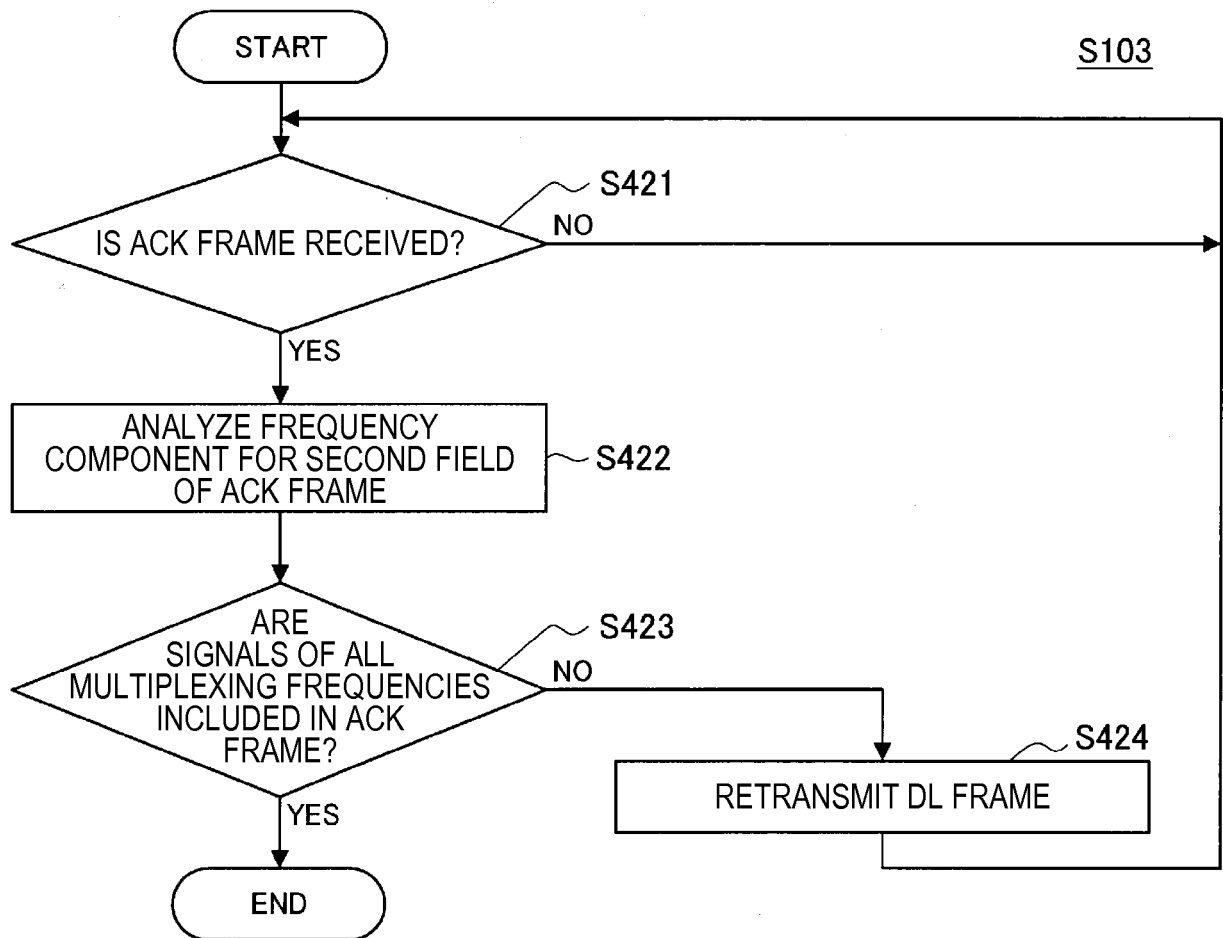 START
S103
S421
IS ACK FRAME RECEIVED?
NO
YES
ANALYZE FREQUENCY
COMPONENT FOR SECOND FIELD
OF ACK FRAME
S422
ARE
SIGNALS OF ALL
MULTIPLEXING FREQUENCIES
INCLUDED IN ACK
FRAME?
S423
NO
YES
S424
RETRANSMIT DL FRAME
END